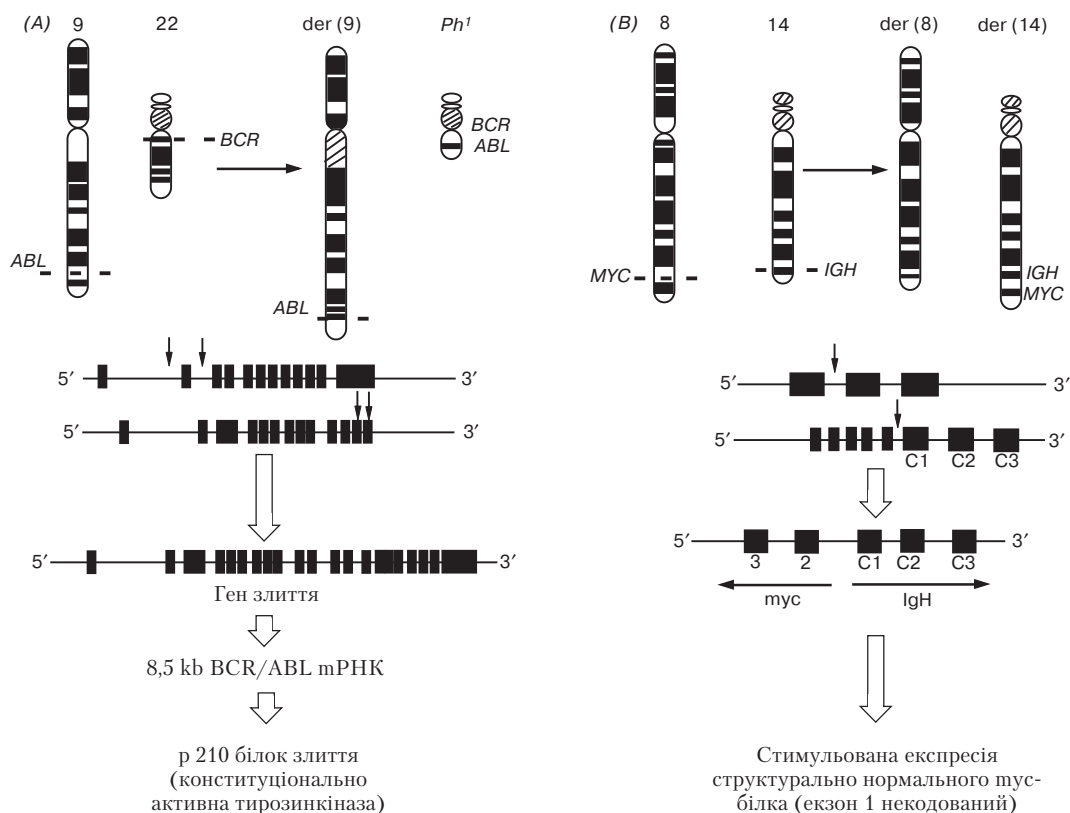 (A)
9
22
der (9)
Ph¹
BCR
BCR
ABL
ABL
ABL
5′
3′
5′
3′
5′
3′
Ген злиття
8,5 kb BCR/ABL mРНК
p 210 білок злиття
(конституціонально
активна тирозинкіназа)
(B)
8
14
der (8)
der (14)
MYC
IGH
IGH
MYC
5′
3′
5′
3′
C1
C2
C3
5′
3′
3
2
C1
C2
C3
myc
IgH
Стимульована експресія
структурально нормального myc-
білка (екзон 1 некодований)